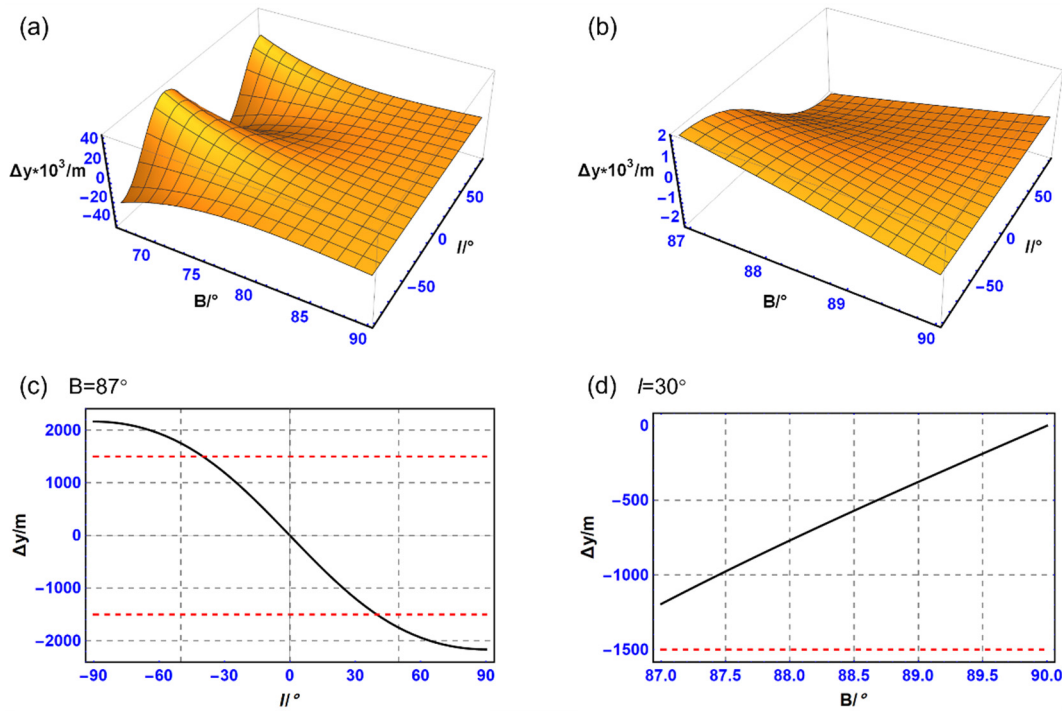 (a)
40
20
0
−20
−40
Δy*10³/m
70
75
80
85
90
B/°
50
0
−50
l/°
(b)
2
1
0
−1
−2
Δy*10³/m
87
88
89
90
B/°
50
0
−50
l/°
(c) B=87°
2000
1000
0
−1000
−2000
Δy/m
−90 −60 −30 0 30 60 90
l/°
(d) l=30°
0
−500
−1000
−1500
Δy/m
87.0 87.5 88.0 88.5 89.0 89.5 90.0
B/°